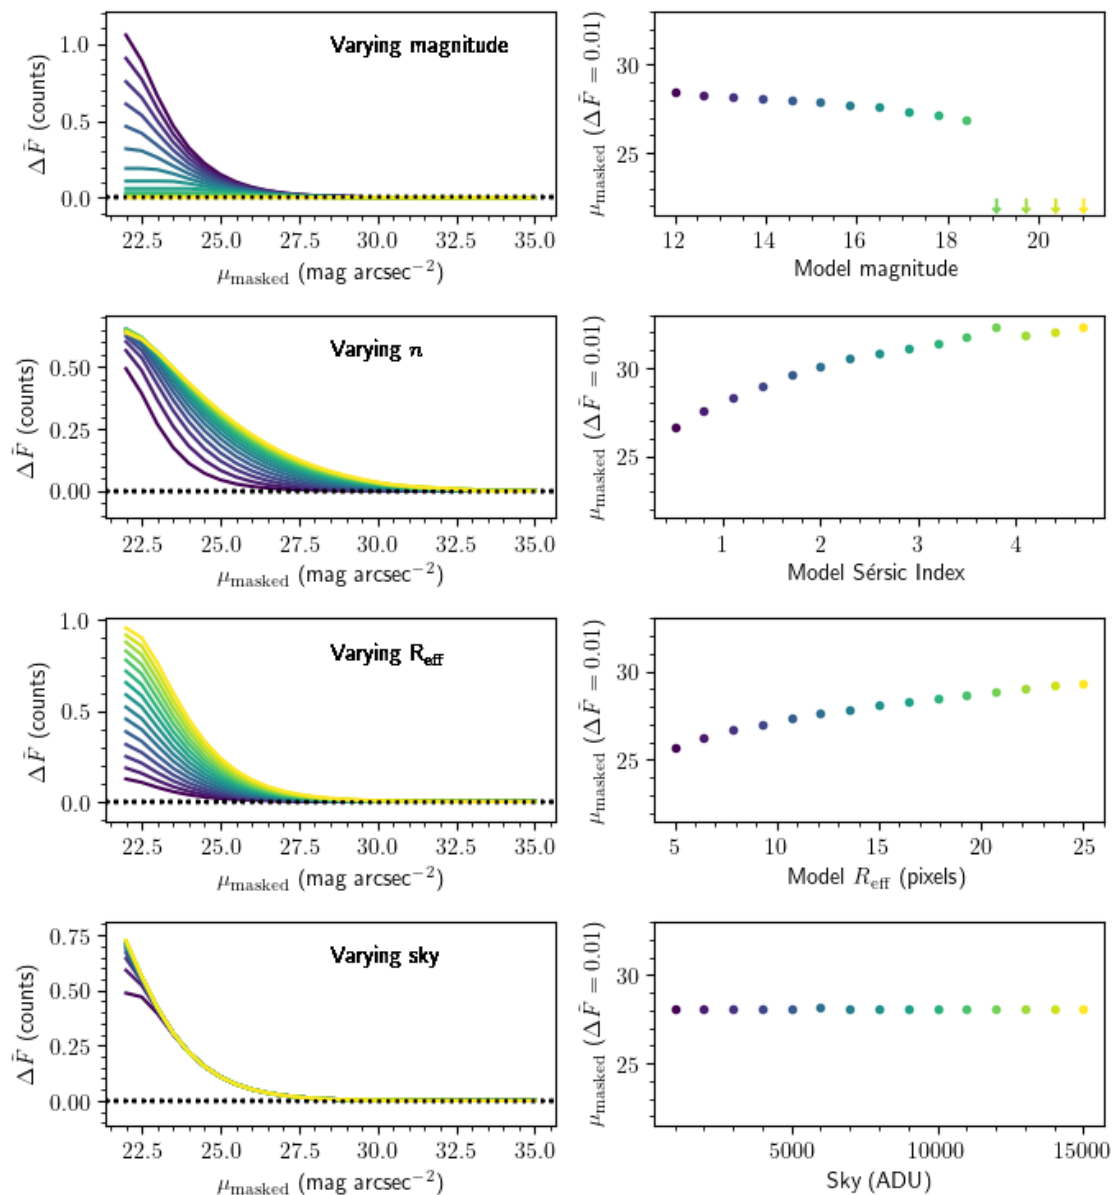 Varying magnitude
ΔF̃ (counts)
1.0
0.5
0.0
22.5 25.0 27.5 30.0 32.5 35.0
μmasked (mag arcsec−2)
μmasked (ΔF̃ = 0.01)
30
25
12 14 16 18 20
Model magnitude
Varying n
ΔF̃ (counts)
0.50
0.25
0.00
22.5 25.0 27.5 30.0 32.5 35.0
μmasked (mag arcsec−2)
μmasked (ΔF̃ = 0.01)
30
25
1 2 3 4
Model Sérsic Index
Varying Reff
ΔF̃ (counts)
1.0
0.5
0.0
22.5 25.0 27.5 30.0 32.5 35.0
μmasked (mag arcsec−2)
μmasked (ΔF̃ = 0.01)
30
25
5 10 15 20 25
Model Reff (pixels)
Varying sky
ΔF̃ (counts)
0.75
0.50
0.25
0.00
22.5 25.0 27.5 30.0 32.5 35.0
μmasked (mag arcsec−2)
μmasked (ΔF̃ = 0.01)
30
25
5000 10000 15000
Sky (ADU)